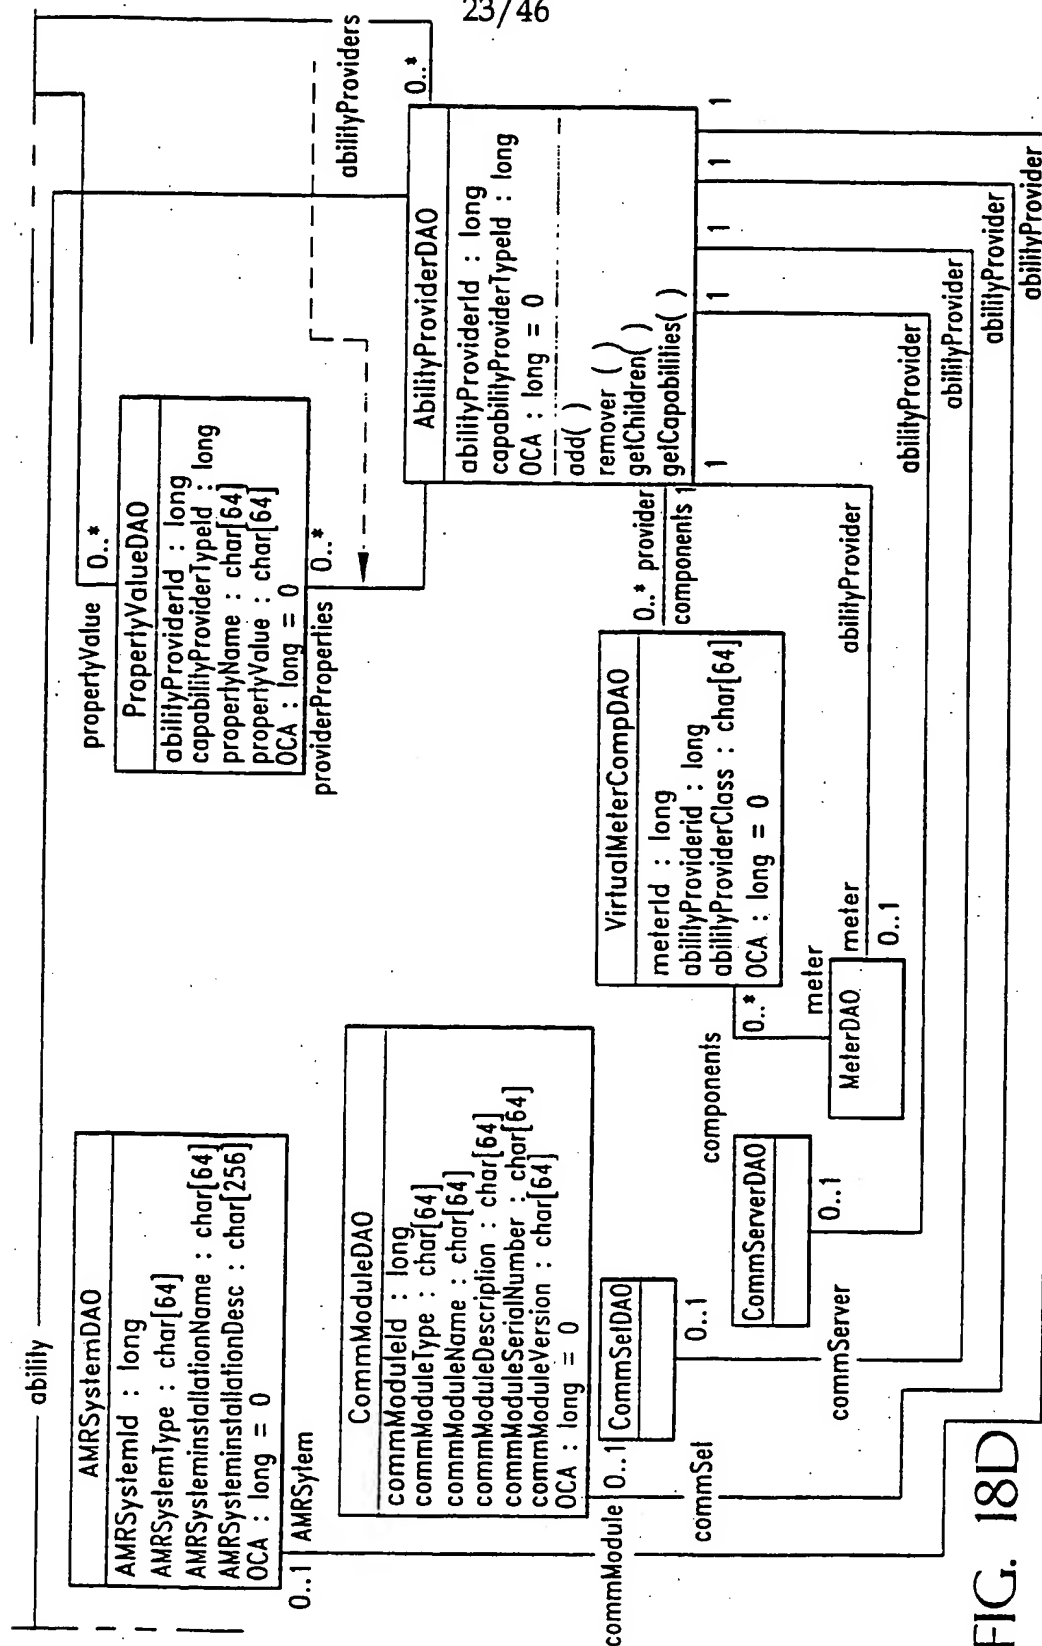 23/46
ability
abilityProviders
0..*
propertyValue
0..*
PropertyValueDAO
abilityProviderId : long
capabilityProviderTypeId : long
propertyName : char[64]
propertyValue : char[64]
OCA : long = 0
0..*
providerProperties
AbilityProviderDAO
abilityProviderId : long
capabilityProviderTypeId : long
OCA : long = 0
add( )
remover ( )
getChildren( )
getCapabilities( )
AMRSystemDAO
AMRSystemId : long
AMRSystemType : char[64]
AMRSysteminstallationName : char[64]
AMRSysteminstallationDesc : char[256]
OCA : long = 0
0..1 AMRSytem
CommModuleDAO
commModuleId : long
commModuleType : char[64]
commModuleName : char[64]
commModuleDescription : char[64]
commModuleSerialNumber : char[64]
commModuleVersion : char[64]
OCA : long = 0
commModule 0..1
CommSetDAO
0..1
commSet
CommServerDAO
0..1
commServer
VirtualMeterCompDAO
meterId : long
abilityProviderid : long
abilityProviderClass : char[64]
OCA : long = 0
0..* provider
components 1
components
0..*
meter
MeterDAO
meter
0..1
1
abilityProvider
1
abilityProvider
1
abilityProvider
1
abilityProvider
1
abilityProvider
FIG. 18D